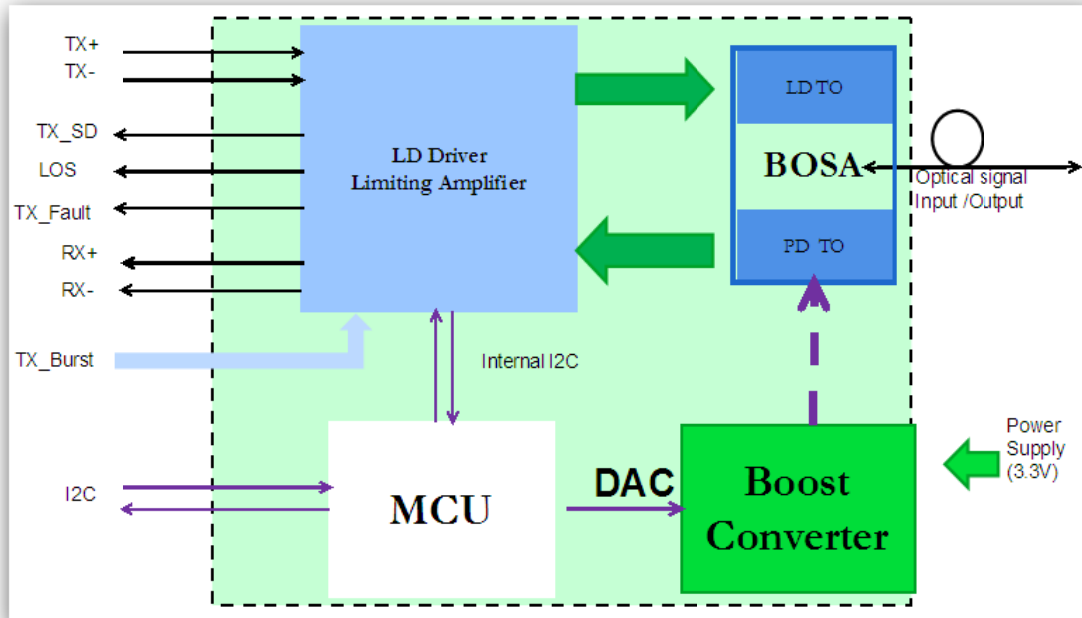 TX+
TX-
TX_SD
LOS
TX_Fault
RX+
RX-
TX_Burst
I2C
LD Driver
Limiting Amplifier
LD TO
BOSA
PD TO
Optical signal
Input /Output
Internal I2C
MCU
DAC
Boost
Converter
Power
Supply
(3.3V)